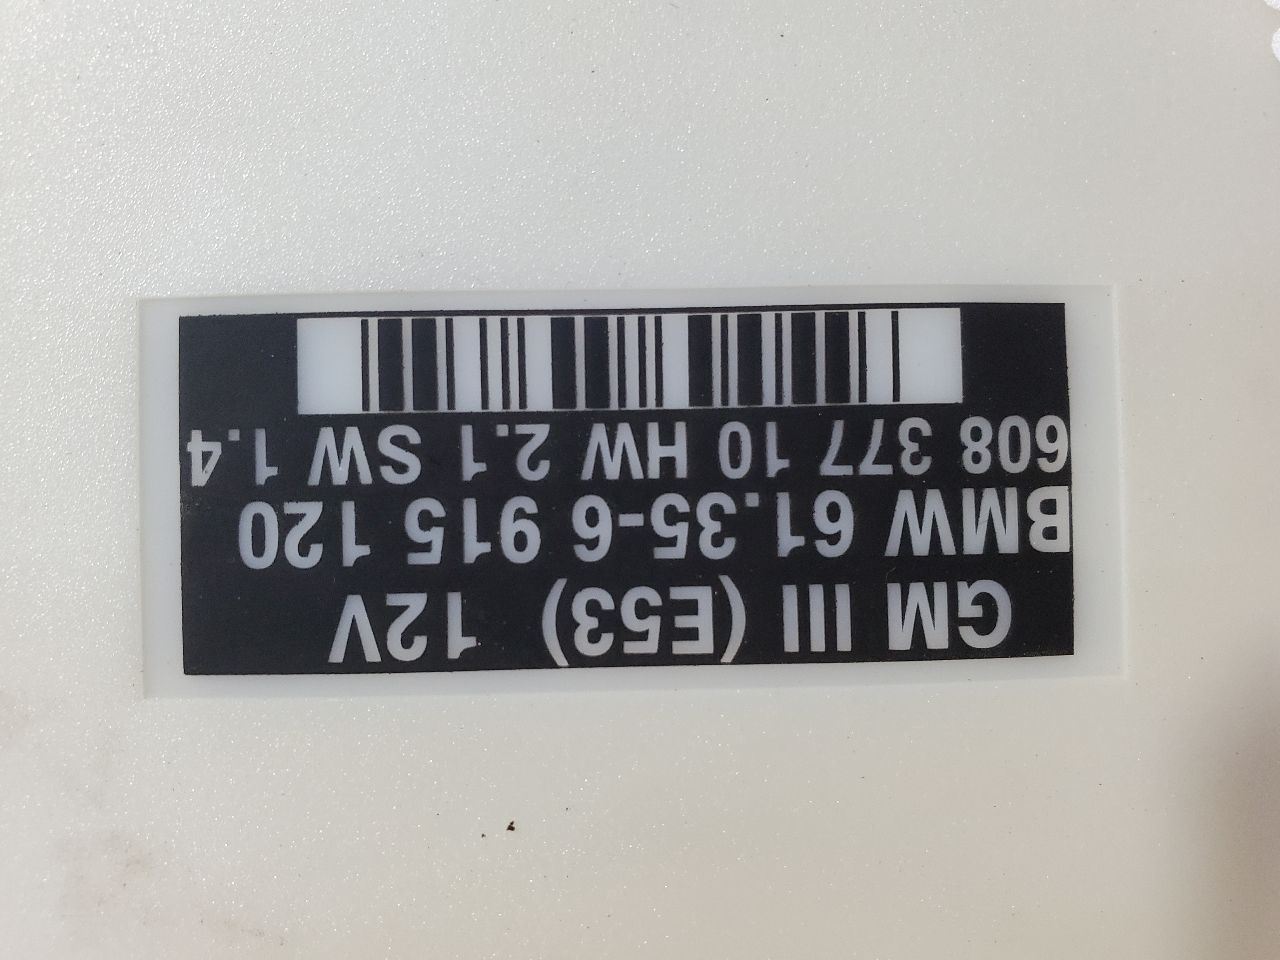 GM III (E53) 12V
BMW 61.35-6 915 120
608 377 10 HW 2.1 SW 1.4